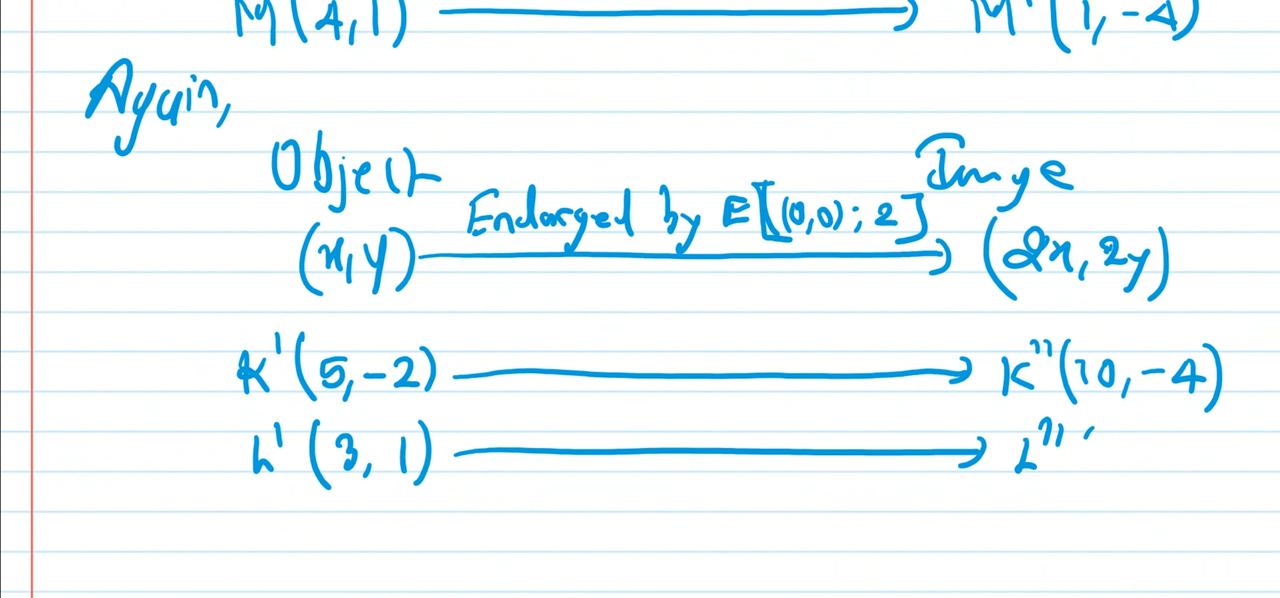 M(4,1) → M'(1,-4)
Again,
Object Image
Enlarged by E[(0,0); 2]
(x,y) → (2x, 2y)
K'(5,-2) → K''(10,-4)
L'(3,1) → L''